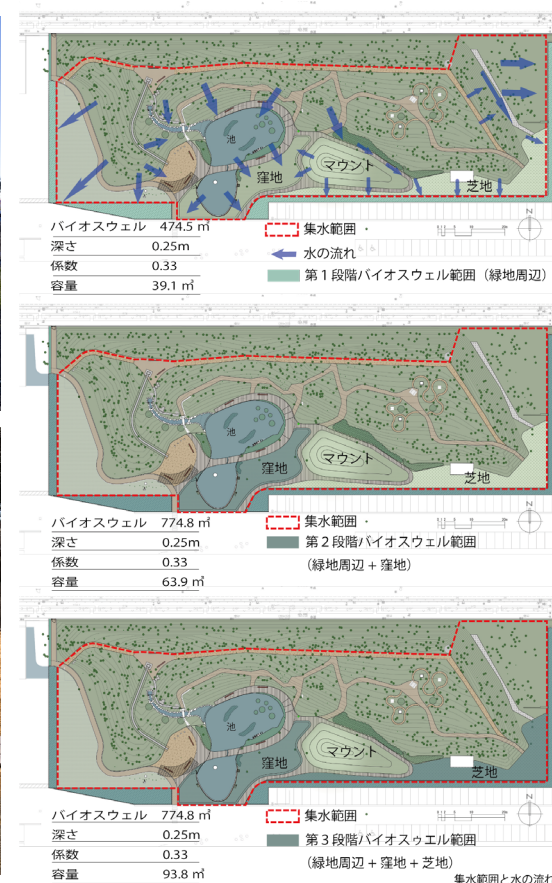 池
窪地
マウント
芝地
バイオスウェル 474.5 ㎡
深さ 0.25m
係数 0.33
容量 39.1 ㎥
集水範囲
水の流れ
第1段階バイオスウェル範囲（緑地周辺）
N
池
窪地
マウント
芝地
バイオスウェル 774.8 ㎡
深さ 0.25m
係数 0.33
容量 63.9 ㎥
集水範囲
第2段階バイオスウェル範囲
（緑地周辺 + 窪地）
N
池
窪地
マウント
芝地
バイオスウェル 774.8 ㎡
深さ 0.25m
係数 0.33
容量 93.8 ㎥
集水範囲
第3段階バイオスゥエル範囲
（緑地周辺 + 窪地 + 芝地）
N
集水範囲と水の流れ